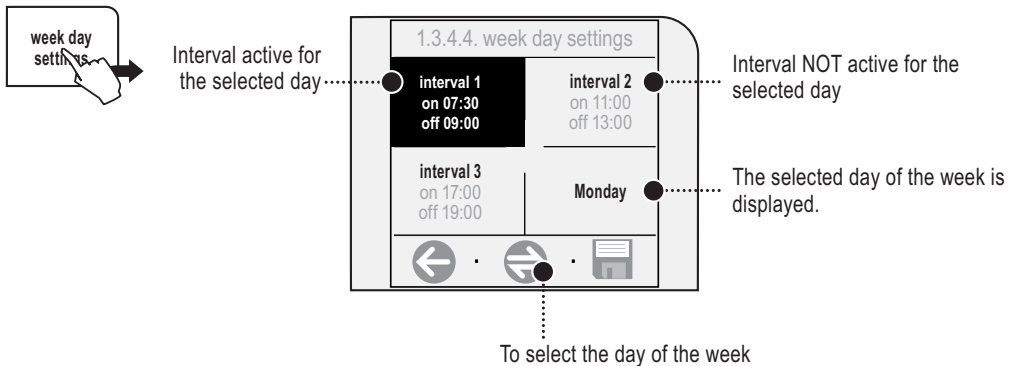 week day
settings
Interval active for
the selected day
1.3.4.4. week day settings
interval 1
on 07:30
off 09:00
interval 2
on 11:00
off 13:00
Interval NOT active for the
selected day
interval 3
on 17:00
off 19:00
Monday
The selected day of the week is
displayed.
To select the day of the week